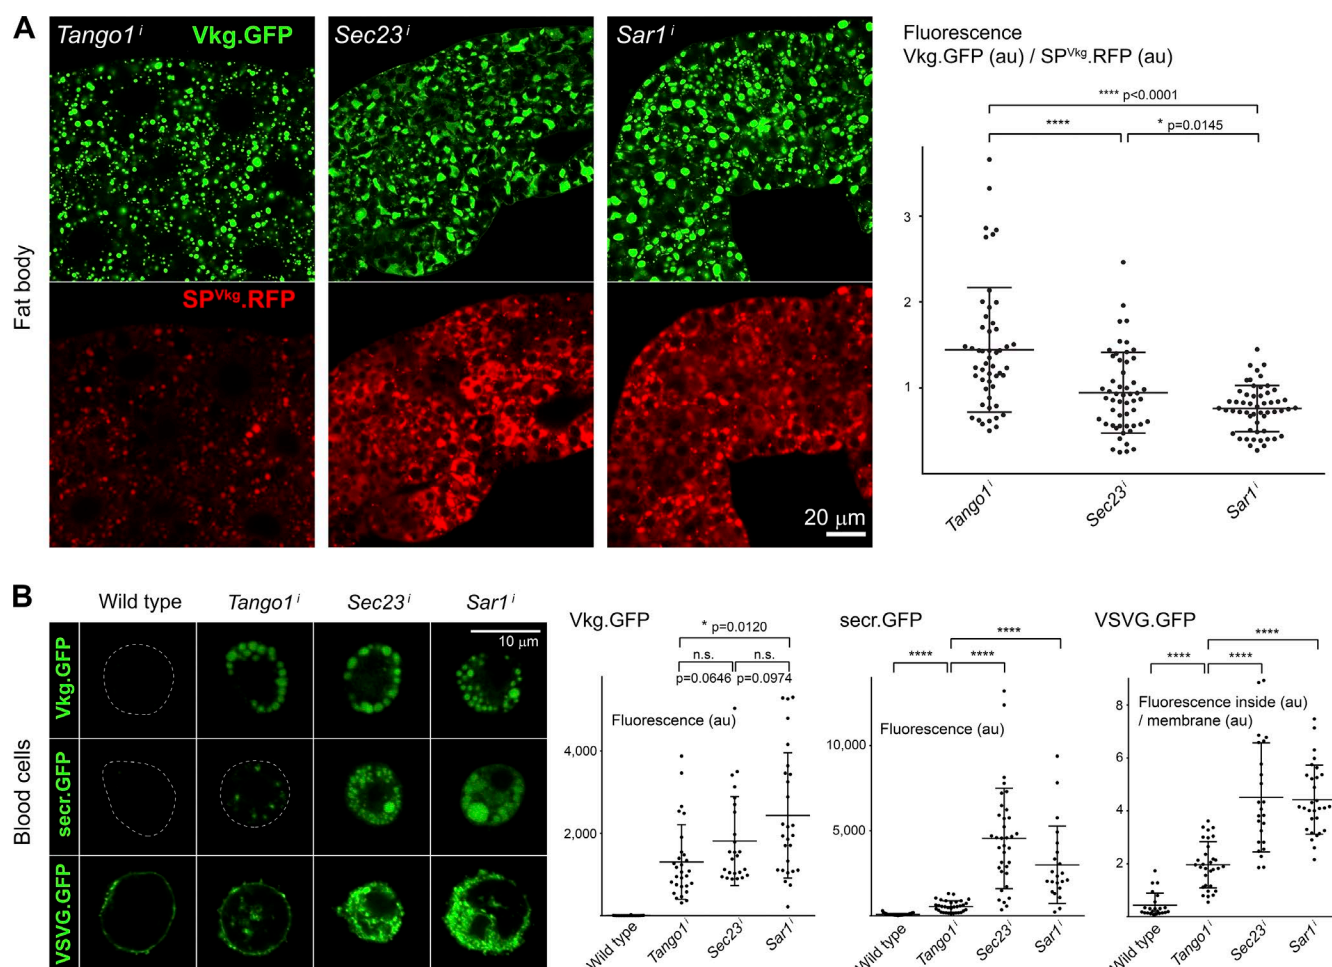 A
Tango1ⁱ
Vkg.GFP
Sec23ⁱ
Sar1ⁱ
SPⱽᵏᵍ.RFP
20 μm
Fat body
Fluorescence
Vkg.GFP (au) / SPⱽᵏᵍ.RFP (au)
**** p<0.0001
****
* p=0.0145
3
2
1
Tango1ⁱ
Sec23ⁱ
Sar1ⁱ
B
Wild type
Tango1ⁱ
Sec23ⁱ
Sar1ⁱ
10 μm
Blood cells
Vkg.GFP
secr.GFP
VSVG.GFP
Vkg.GFP
* p=0.0120
n.s.
n.s.
p=0.0646
p=0.0974
Fluorescence (au)
4,000
2,000
Wild type
Tango1ⁱ
Sec23ⁱ
Sar1ⁱ
secr.GFP
****
****
****
Fluorescence (au)
10,000
5,000
Wild type
Tango1ⁱ
Sec23ⁱ
Sar1ⁱ
VSVG.GFP
****
****
****
Fluorescence inside (au)
/ membrane (au)
8
6
4
2
Wild type
Tango1ⁱ
Sec23ⁱ
Sar1ⁱ